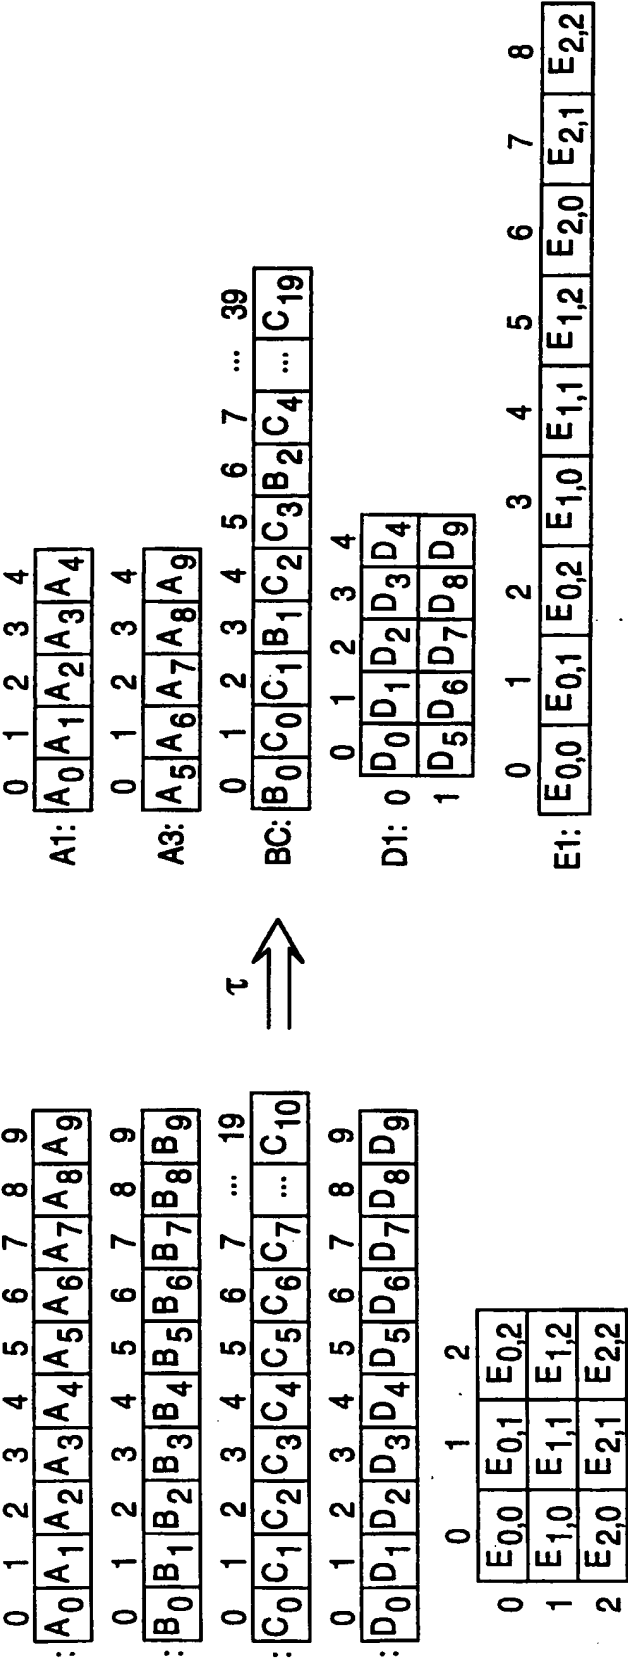 0 1 2 3 4 5 6 7 8 9
: A0 A1 A2 A3 A4 A5 A6 A7 A8 A9
0 1 2 3 4 5 6 7 8 9
: B0 B1 B2 B3 B4 B5 B6 B7 B8 B9
0 1 2 3 4 5 6 7 ... 19
: C0 C1 C2 C3 C4 C5 C6 C7 ... C10
0 1 2 3 4 5 6 7 8 9
: D0 D1 D2 D3 D4 D5 D6 D7 D8 D9
0 1 2
0 E0,0 E0,1 E0,2
1 E1,0 E1,1 E1,2
2 E2,0 E2,1 E2,2
τ
0 1 2 3 4
A1: A0 A1 A2 A3 A4
0 1 2 3 4
A3: A5 A6 A7 A8 A9
0 1 2 3 4 5 6 7 ... 39
BC: B0 C0 C1 B1 C2 C3 B2 C4 ... C19
0 1 2 3 4
D1: 0 D0 D1 D2 D3 D4
1 D5 D6 D7 D8 D9
0 1 2 3 4 5 6 7 8
E1: E0,0 E0,1 E0,2 E1,0 E1,1 E1,2 E2,0 E2,1 E2,2